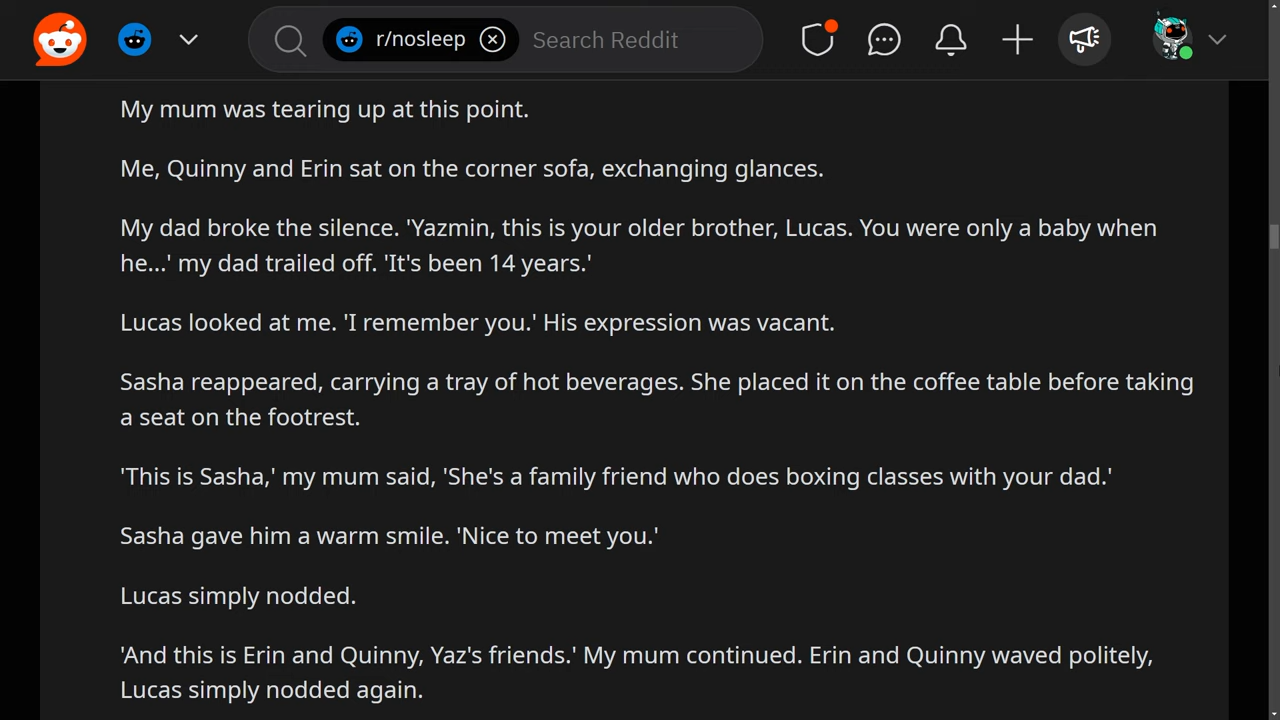 r/nosleep
Search Reddit
My mum was tearing up at this point.
Me, Quinny and Erin sat on the corner sofa, exchanging glances.
My dad broke the silence. 'Yazmin, this is your older brother, Lucas. You were only a baby when
he...' my dad trailed off. 'It's been 14 years.'
Lucas looked at me. 'I remember you.' His expression was vacant.
Sasha reappeared, carrying a tray of hot beverages. She placed it on the coffee table before taking
a seat on the footrest.
'This is Sasha,' my mum said, 'She's a family friend who does boxing classes with your dad.'
Sasha gave him a warm smile. 'Nice to meet you.'
Lucas simply nodded.
'And this is Erin and Quinny, Yaz's friends.' My mum continued. Erin and Quinny waved politely,
Lucas simply nodded again.